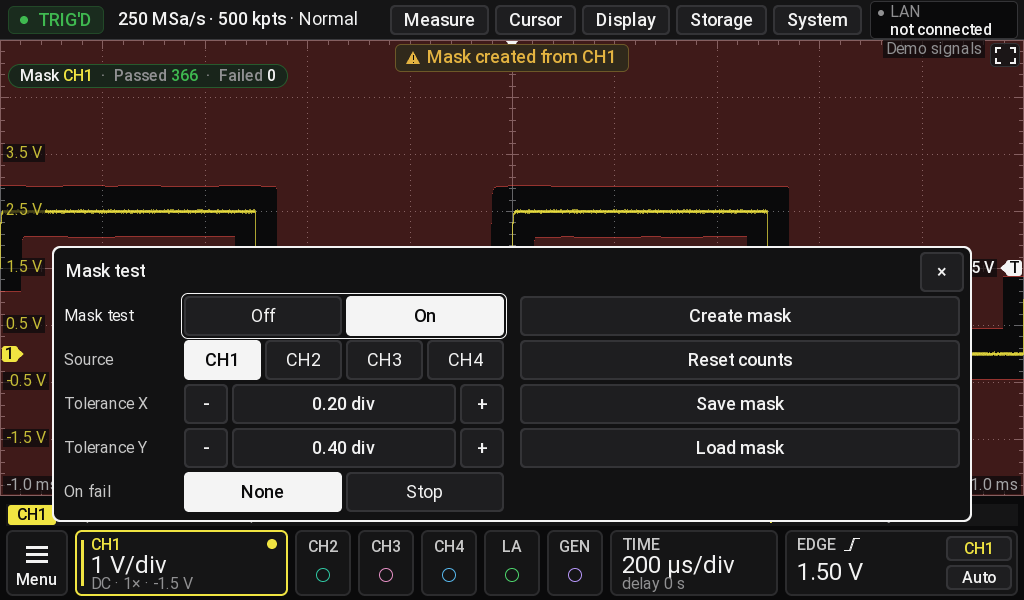 TRIG'D 250 MSa/s · 500 kpts · Normal Measure Cursor Display Storage System LAN
not connected
Demo signals
Mask created from CH1
Mask CH1 · Passed 366 · Failed 0
3.5 V
2.5 V
1.5 V
5 V T
0.5 V
1
-0.5 V
-1.5 V
-1.0 ms
1.0 ms
Mask test ×
Mask test Off On Create mask
Source CH1 CH2 CH3 CH4 Reset counts
Tolerance X - 0.20 div + Save mask
Tolerance Y - 0.40 div + Load mask
On fail None Stop
CH1
Menu
CH1
1 V/div
DC · 1× · -1.5 V
CH2 CH3 CH4 LA GEN
TIME
200 µs/div
delay 0 s
EDGE
1.50 V
CH1
Auto